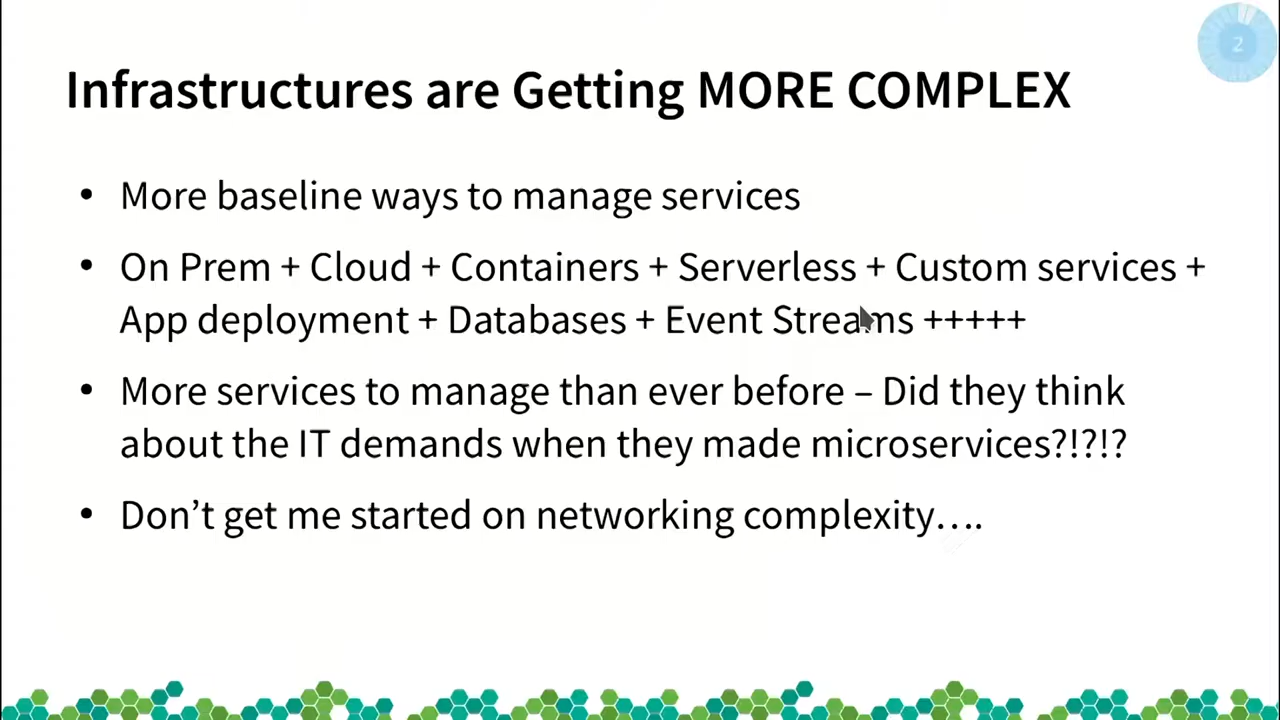 2
Infrastructures are Getting MORE COMPLEX
• More baseline ways to manage services
• On Prem + Cloud + Containers + Serverless + Custom services +
App deployment + Databases + Event Streams +++++
• More services to manage than ever before – Did they think
about the IT demands when they made microservices?!?!?
• Don’t get me started on networking complexity….